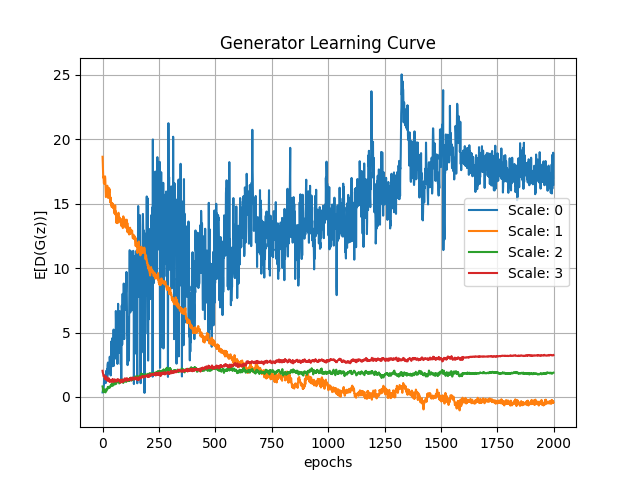 Generator Learning Curve
E[D(G(z))]
25
20
15
10
5
0
Scale: 0
Scale: 1
Scale: 2
Scale: 3
0 250 500 750 1000 1250 1500 1750 2000
epochs